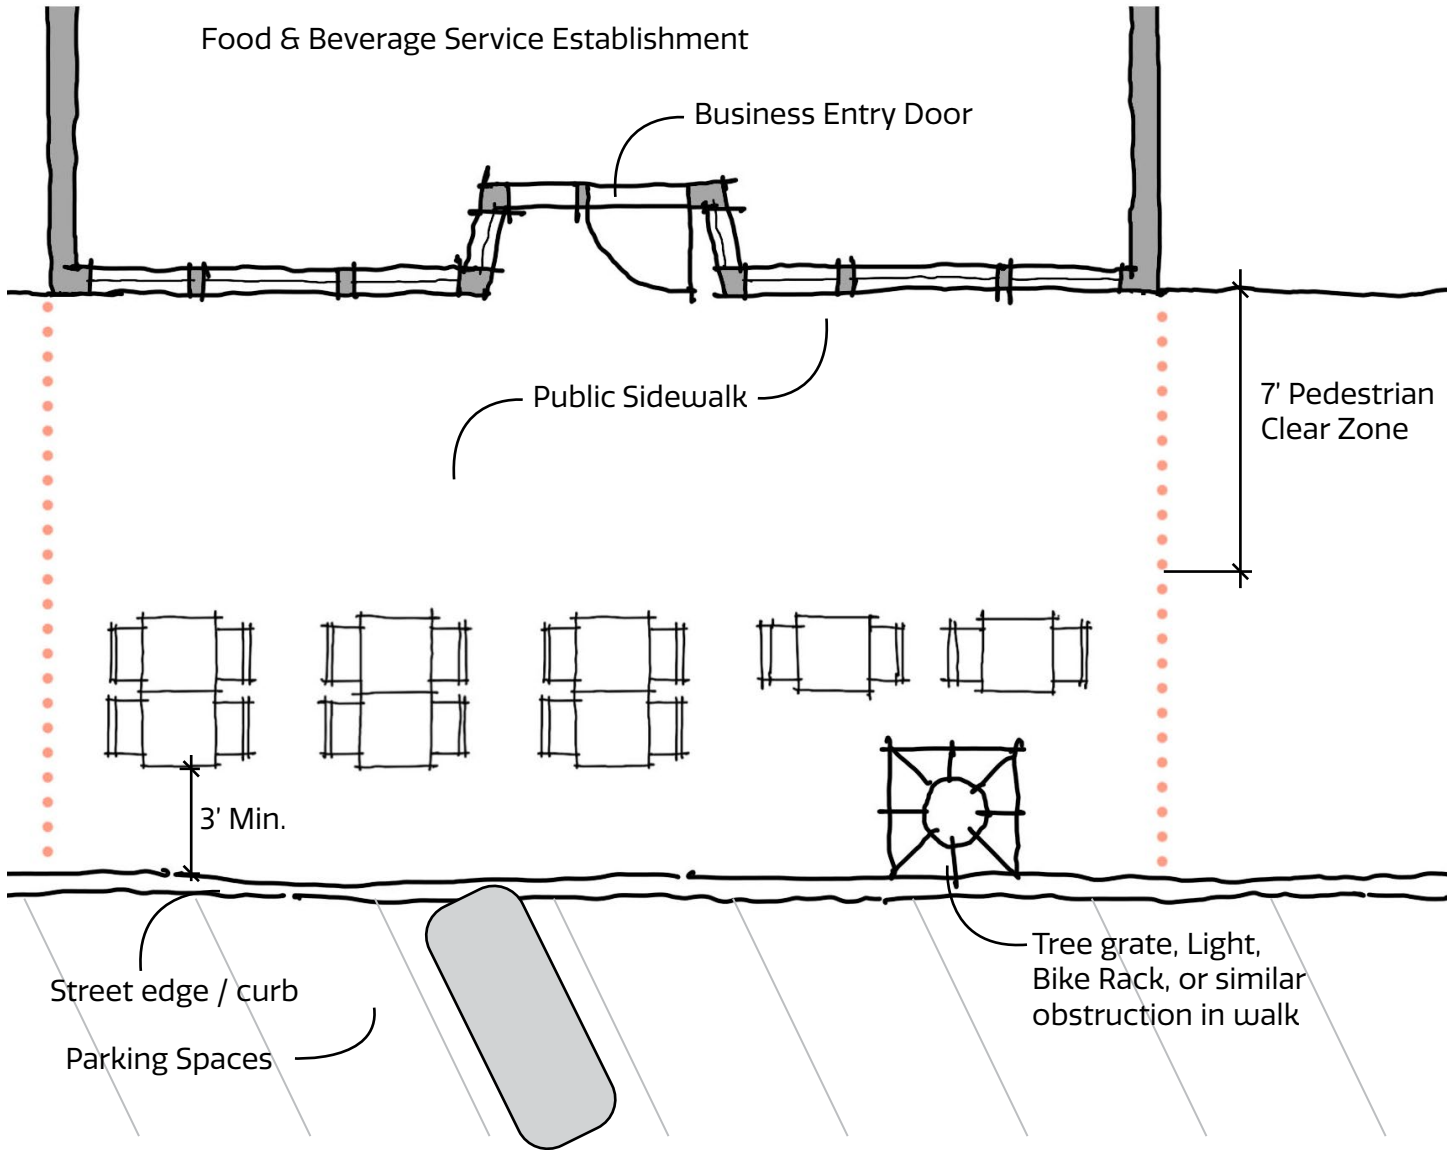 Food & Beverage Service Establishment
Business Entry Door
Public Sidewalk
7' Pedestrian
Clear Zone
3' Min.
Tree grate, Light,
Bike Rack, or similar
obstruction in walk
Street edge / curb
Parking Spaces